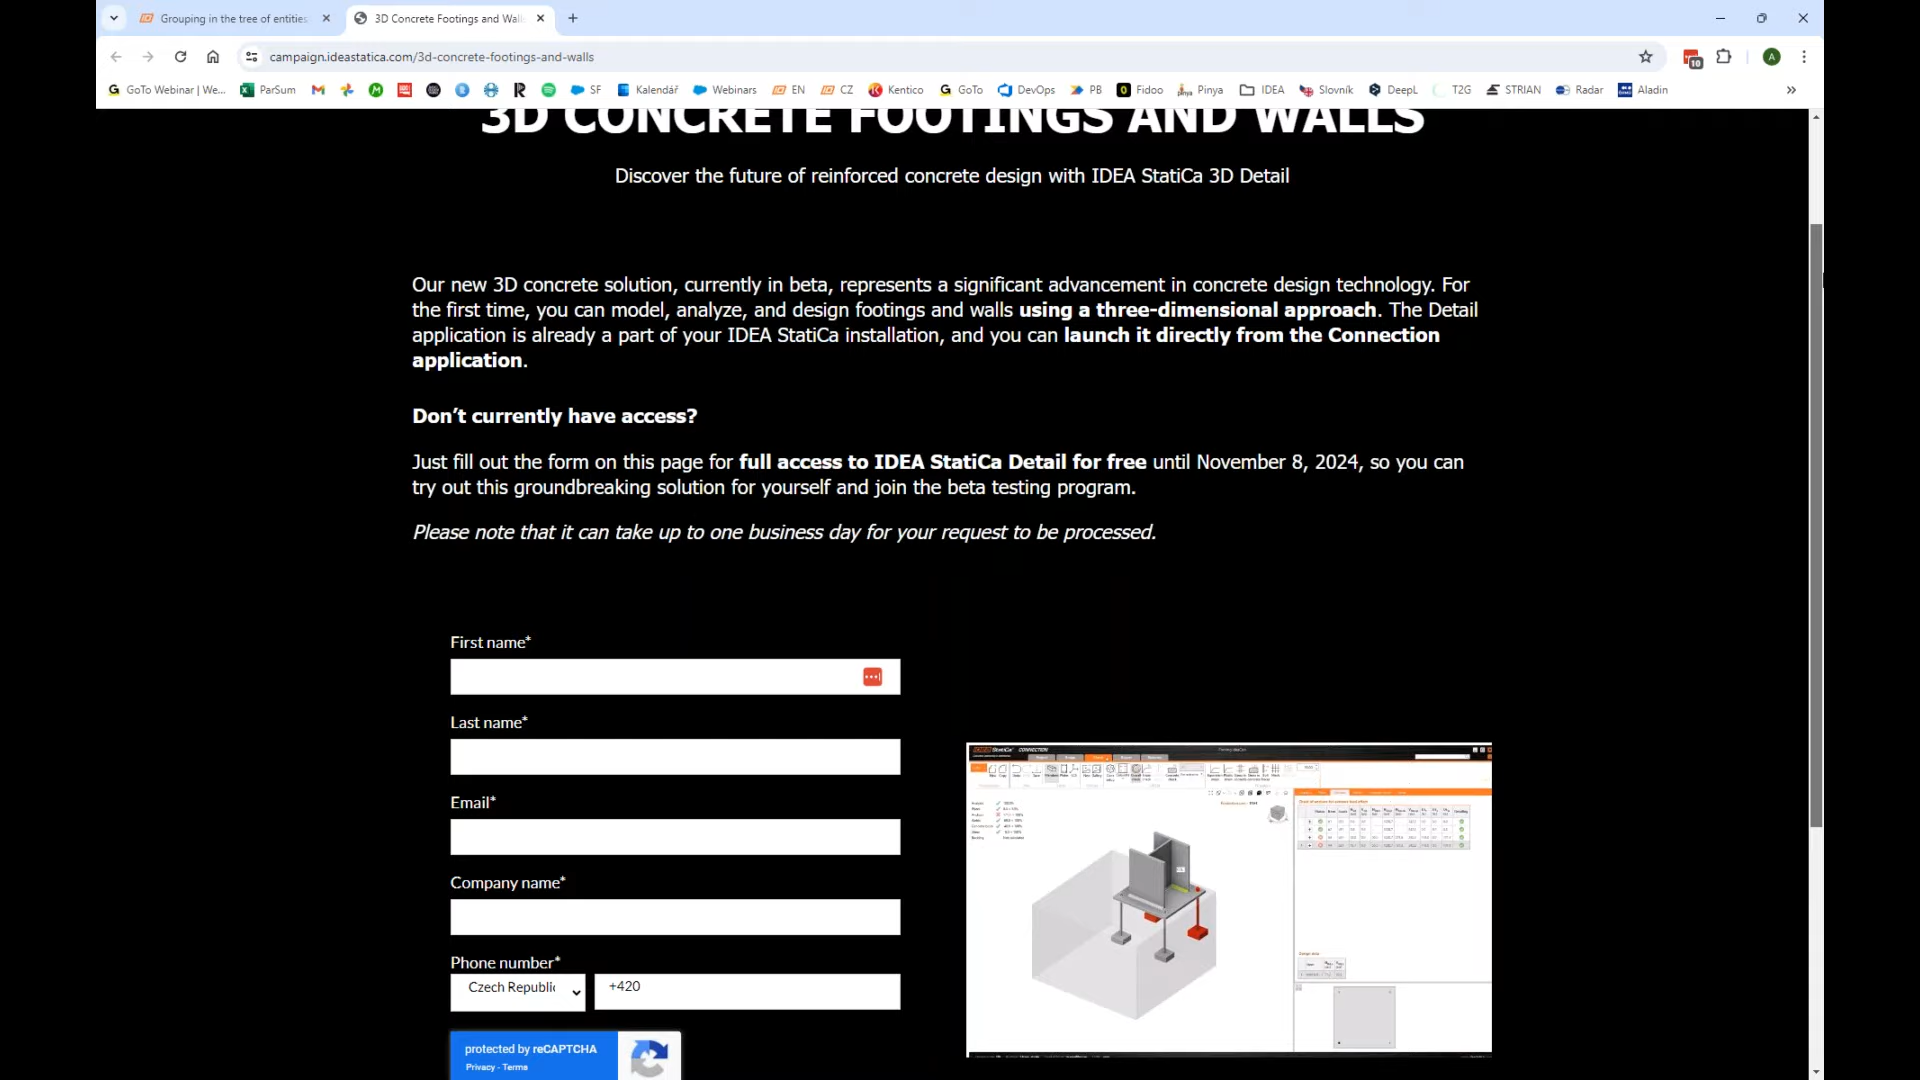 Grouping in the tree of entities
3D Concrete Footings and Wall
campaign.ideastatica.com/3d-concrete-footings-and-walls
10
A
GoTo Webinar | We...
ParSum
SF
Kalendář
Webinars
EN
CZ
Kentico
GoTo
DevOps
PB
Fidoo
Pinya
IDEA
Slovník
DeepL
T2G
STRIAN
Radar
Aladin
3D CONCRETE FOOTINGS AND WALLS
Discover the future of reinforced concrete design with IDEA StatiCa 3D Detail
Our new 3D concrete solution, currently in beta, represents a significant advancement in concrete design technology. For
the first time, you can model, analyze, and design footings and walls using a three-dimensional approach. The Detail
application is already a part of your IDEA StatiCa installation, and you can launch it directly from the Connection
application.
Don’t currently have access?
Just fill out the form on this page for full access to IDEA StatiCa Detail for free until November 8, 2024, so you can
try out this groundbreaking solution for yourself and join the beta testing program.
Please note that it can take up to one business day for your request to be processed.
First name*
Last name*
Email*
Company name*
Phone number*
Czech Republic
+420
protected by reCAPTCHA
Privacy - Terms
IDEA StatiCa CONNECTION